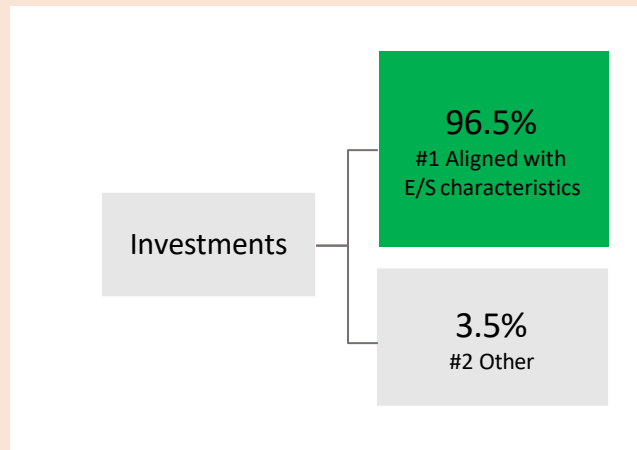 96.5%
#1 Aligned with
E/S characteristics
Investments
3.5%
#2 Other